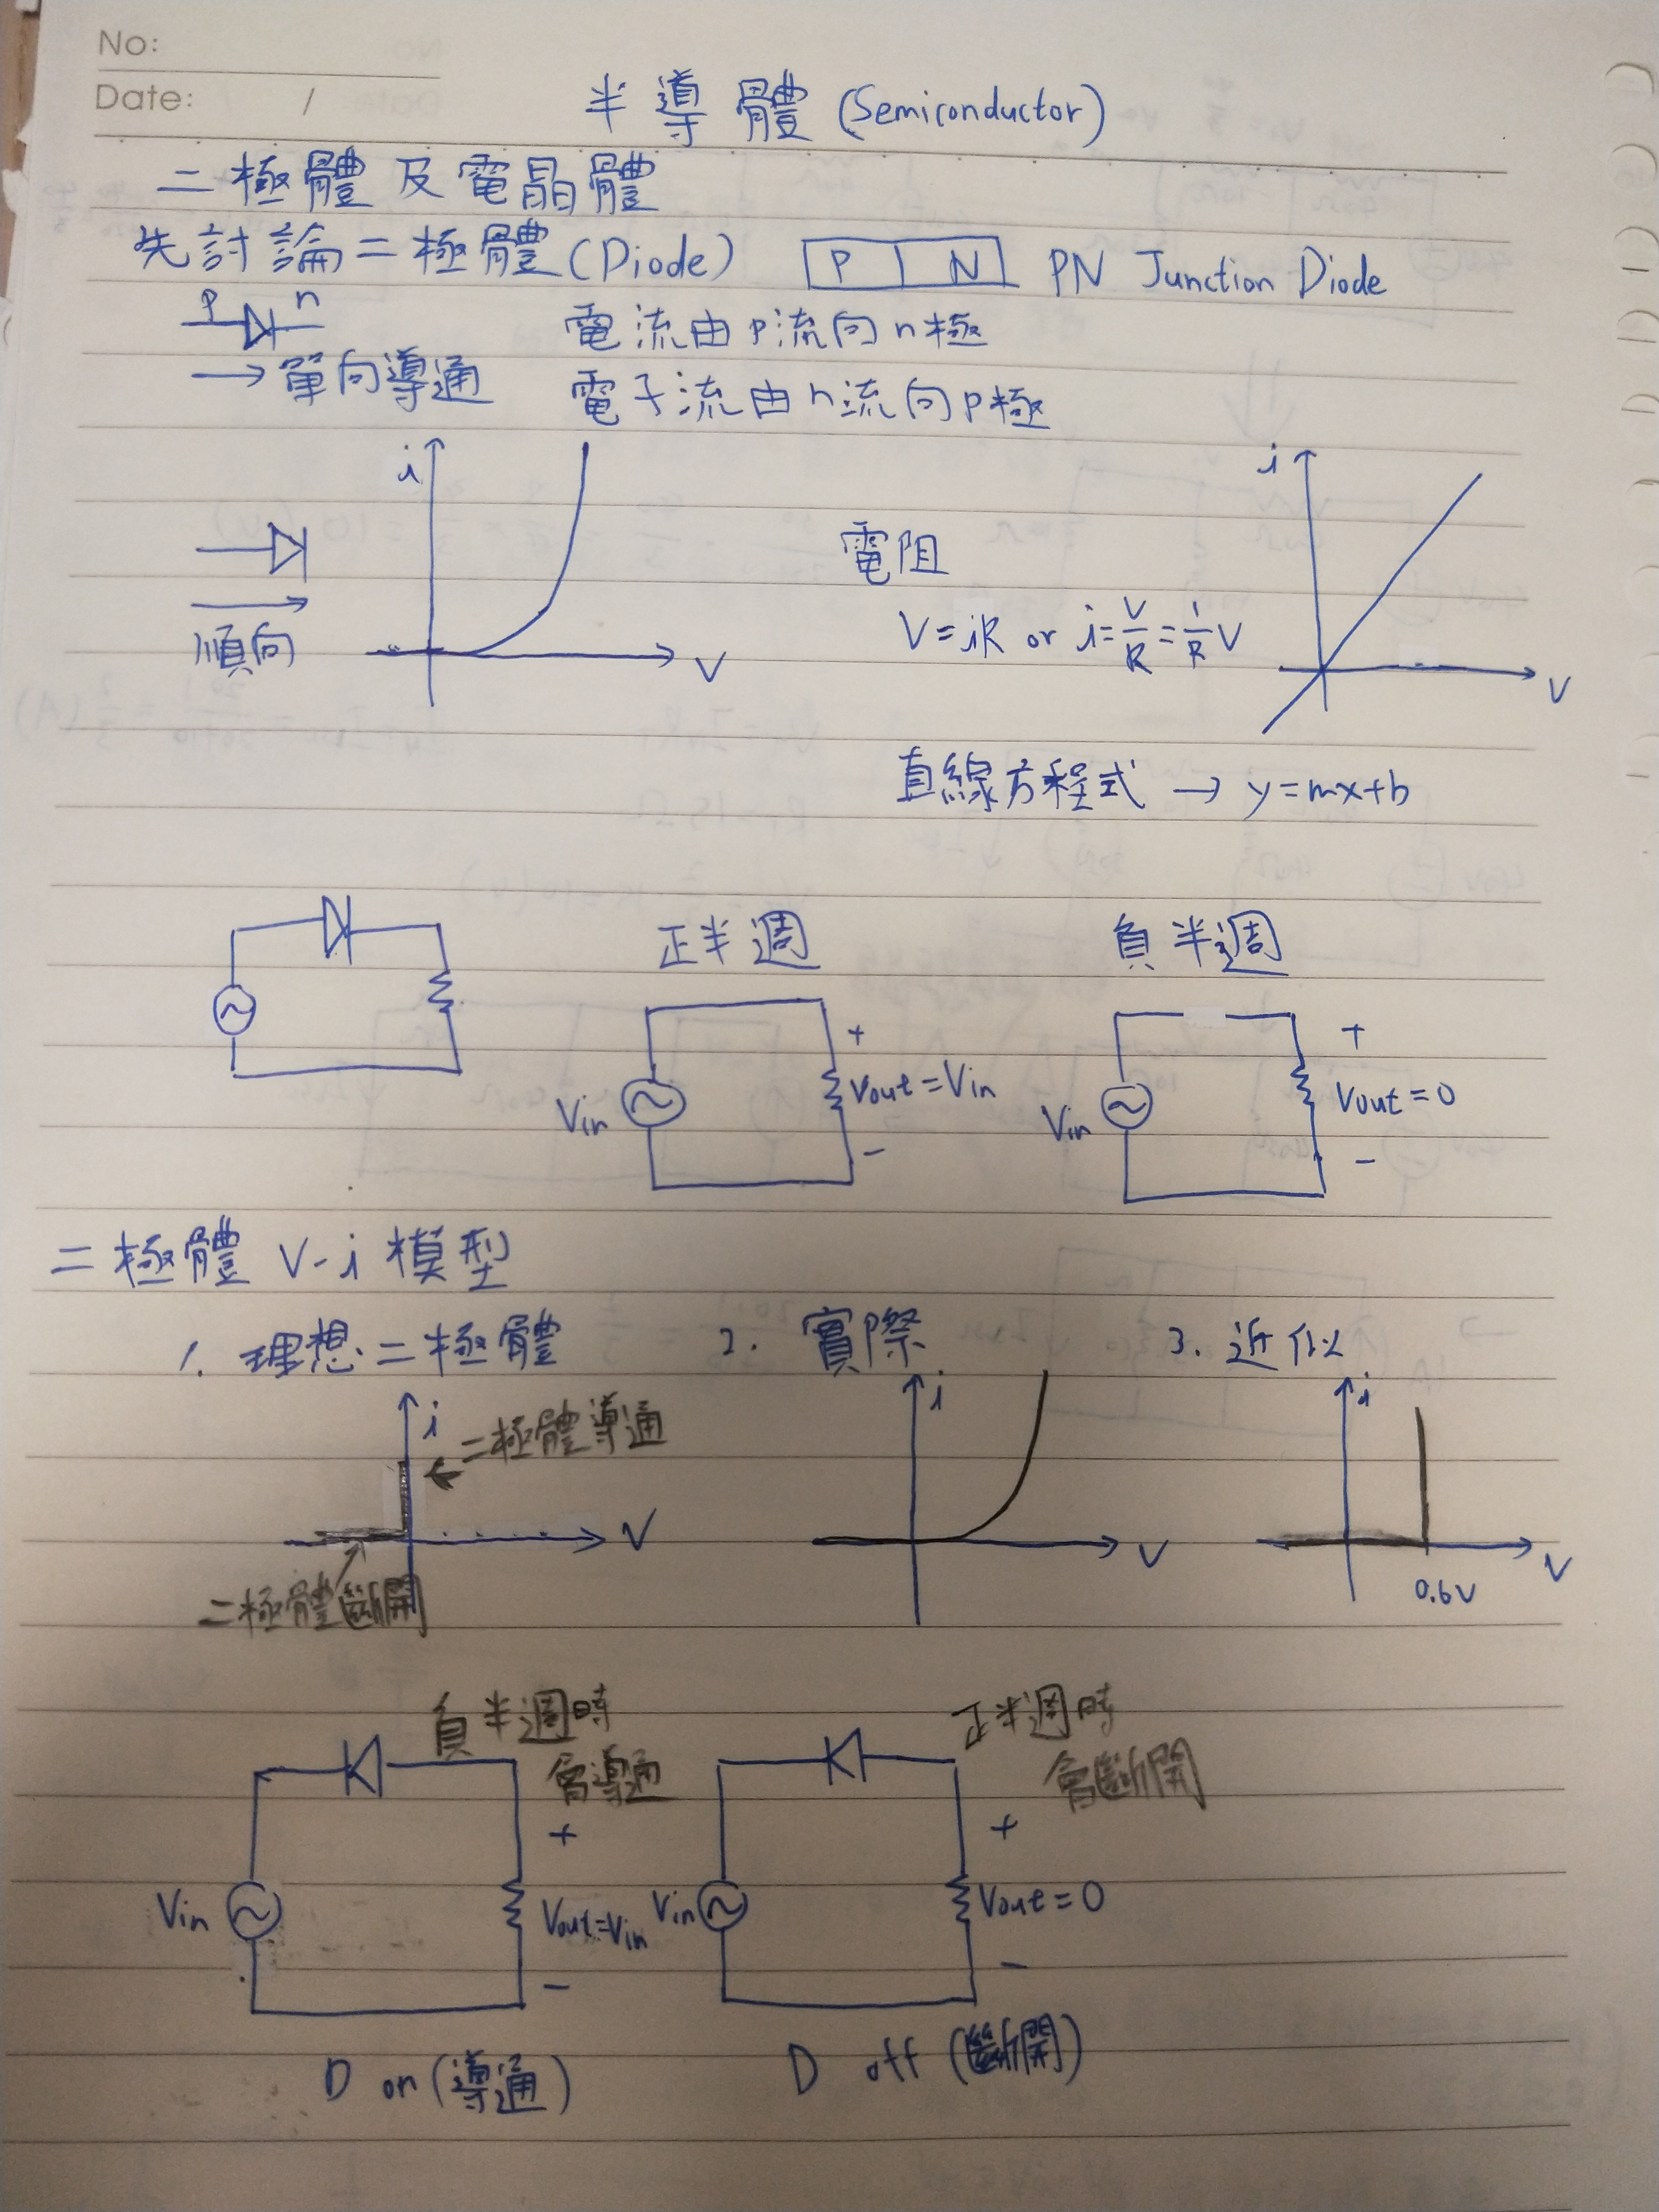 No:
Date: /
半導體 (Semiconductor)
二極體及電晶體
先討論二極體 (Diode) P N PN Junction Diode
p n 電流由p流向n極
→ 單向導通 電子流由n流向p極
i i
電阻
順向 V V=iR or i=V/R=1/R V V
直線方程式 → y=mx+b
正半週 負半週
+ +
Vin Vout=Vin Vin Vout=0
- -
二極體 V-i 模型
1. 理想二極體 2. 實際 3. 近似
i ←二極體導通 i i
V V V
二極體斷開 0.6V
負半週時 正半週時
會導通 會斷開
+ +
Vin Vout=Vin Vin Vout=0
- -
D on (導通) D off (斷開)